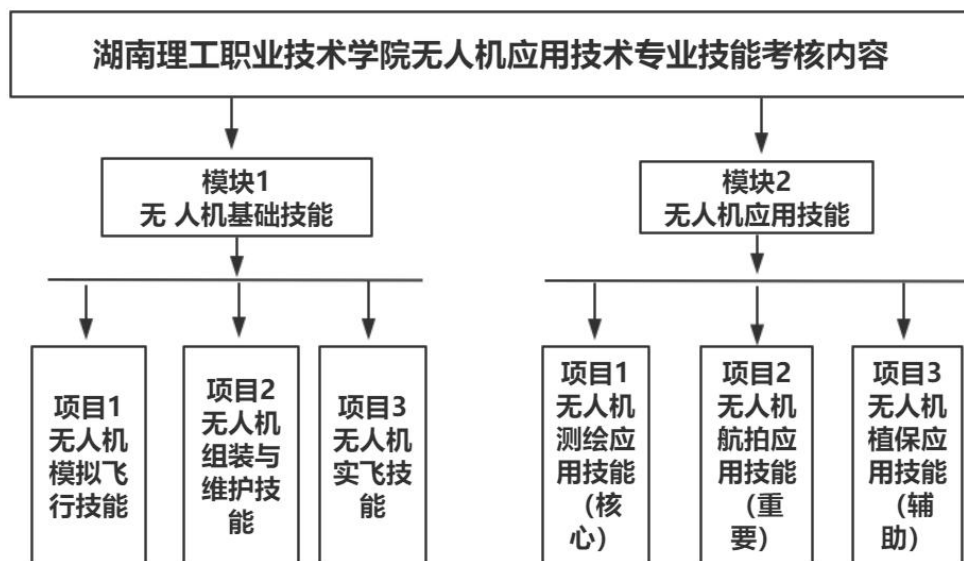 湖南理工职业技术学院无人机应用技术专业技能考核内容
模块1
无 人机基础技能
模块2
无人机应用技能
项目1
无人机
模拟飞
行技能
项目2
无人机
组装与
维护技
能
项目3
无人机
实飞技
能
项目1
无人机
测绘应
用技能
（核
心）
项目2
无人机
航拍应
用技能
（重
要）
项目3
无人机
植保应
用技能
（辅
助）